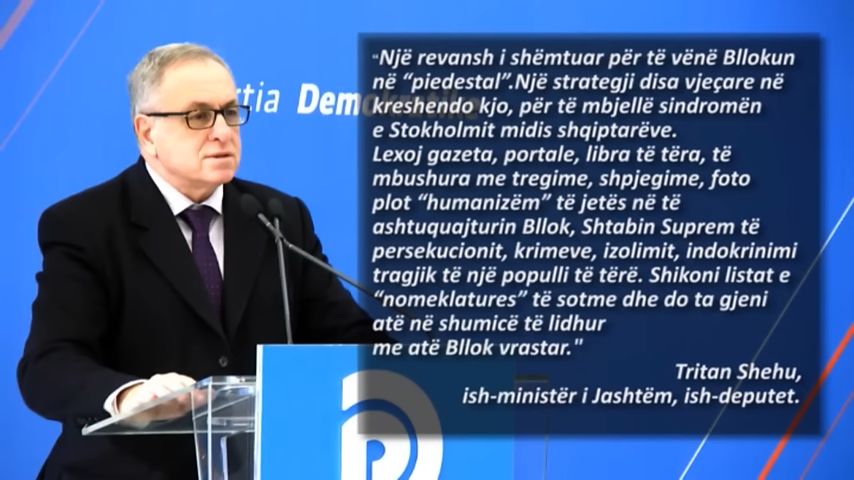 Partia Demokratike
"Një revansh i shëmtuar për të vënë Bllokun
në “piedestal”.Një strategji disa vjeçare në
kreshendo kjo, për të mbjellë sindromën
e Stokholmit midis shqiptarëve.
Lexoj gazeta, portale, libra të tëra, të
mbushura me tregime, shpjegime, foto
plot “humanizëm” të jetës në të
ashtuquajturin Bllok, Shtabin Suprem të
persekucionit, krimeve, izolimit, indokrinimi
tragjik të një populli të tërë. Shikoni listat e
“nomeklatures” të sotme dhe do ta gjeni
atë në shumicë të lidhur
me atë Bllok vrastar."
Tritan Shehu,
ish-ministër i Jashtëm, ish-deputet.